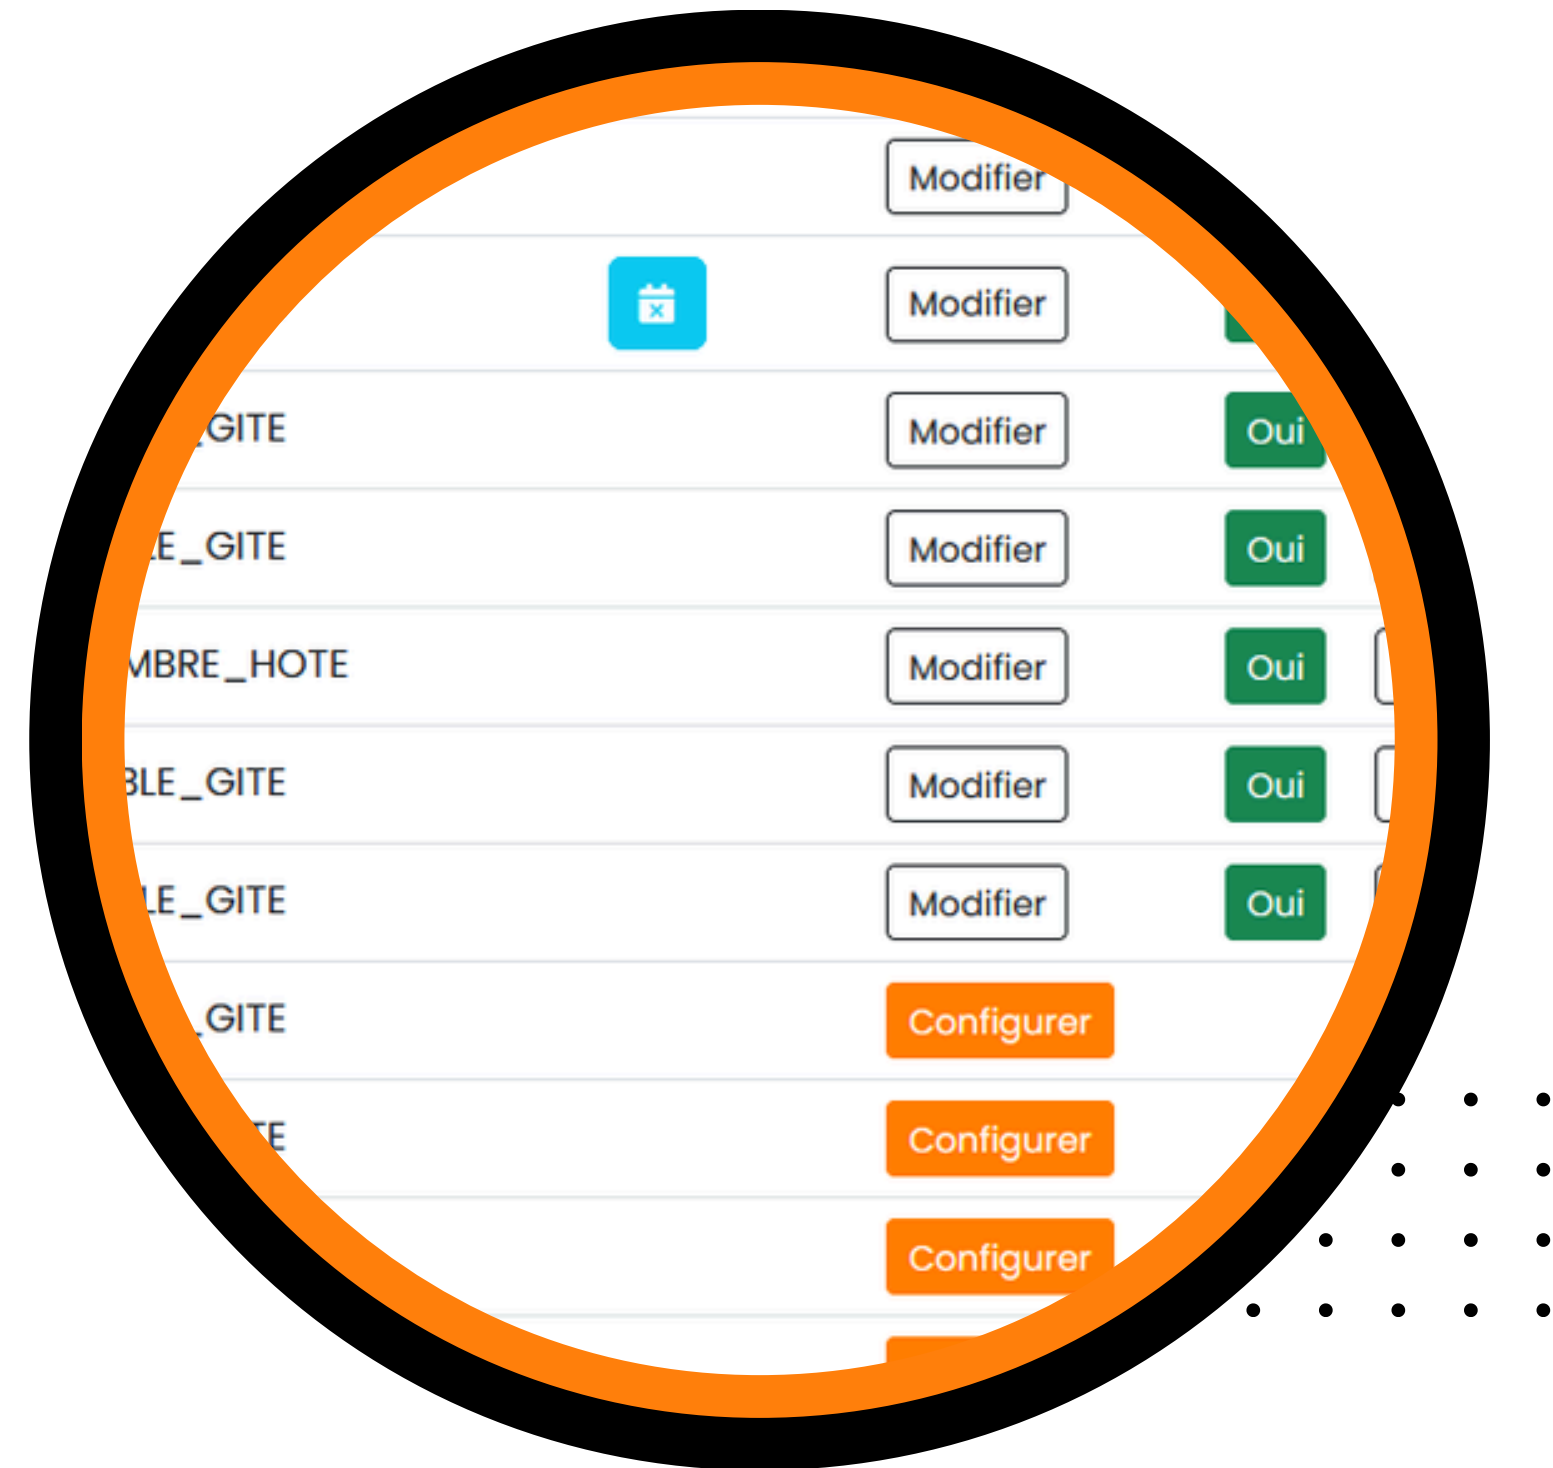 Modifier
Modifier
_GITE Modifier Oui
LE_GITE Modifier Oui
MBRE_HOTE Modifier Oui
BLE_GITE Modifier Oui
LE_GITE Modifier Oui
_GITE Configurer
TE Configurer
Configurer